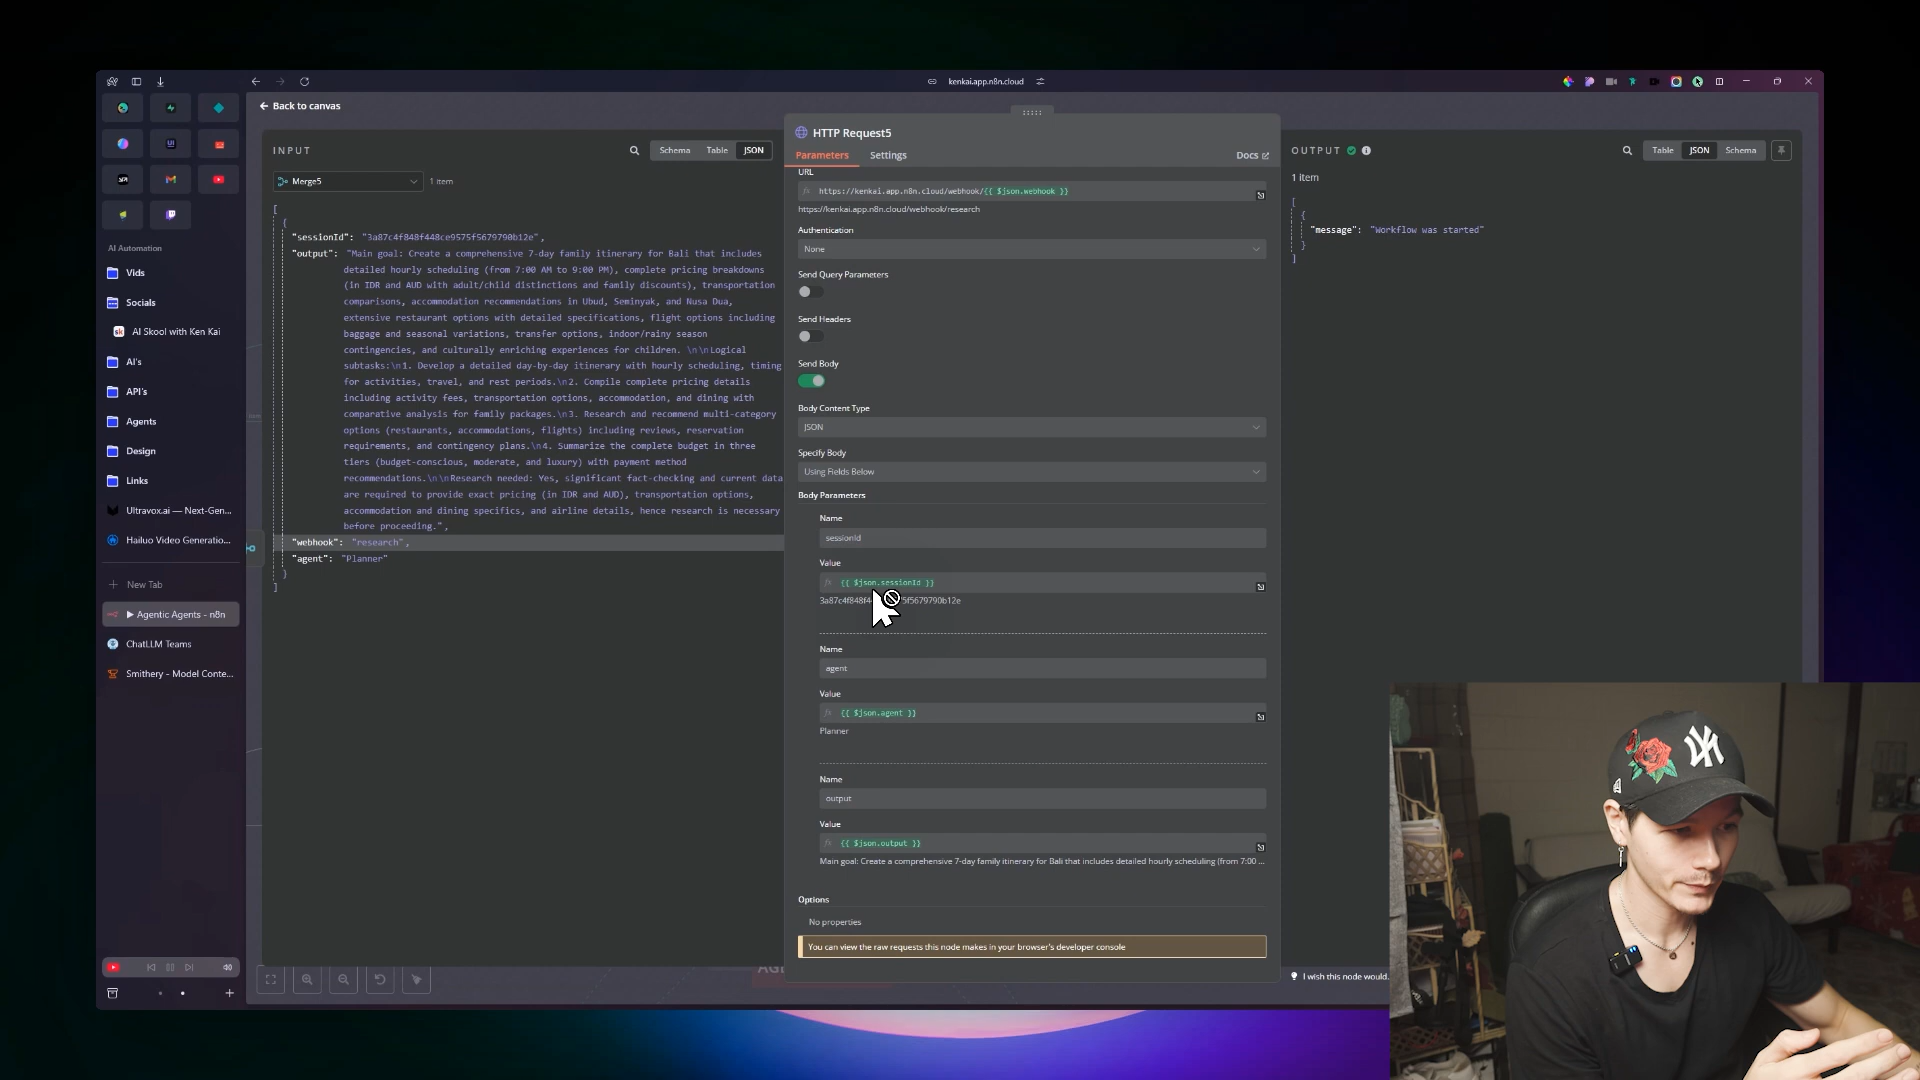 kenkai.app.n8n.cloud
Back to canvas
AI Automation
Vids
Socials
AI Skool with Ken Kai
AI's
API's
Agents
Design
Links
Ultravox.ai — Next-Gen...
Hailuo Video Generatio...
New Tab
▶ Agentic Agents - n8n
ChatLLM Teams
Smithery - Model Conte...
INPUT
Schema
Table
JSON
Merge5
1 item
[
{
"sessionId": "3a87c4f848f448ce9575f5679790b12e",
"output": "Main goal: Create a comprehensive 7-day family itinerary for Bali that includes
detailed hourly scheduling (from 7:00 AM to 9:00 PM), complete pricing breakdowns
(in IDR and AUD with adult/child distinctions and family discounts), transportation
comparisons, accommodation recommendations in Ubud, Seminyak, and Nusa Dua,
extensive restaurant options with detailed specifications, flight options including
baggage and seasonal variations, transfer options, indoor/rainy season
contingencies, and culturally enriching experiences for children. \n\nLogical
subtasks:\n1. Develop a detailed day-by-day itinerary with hourly scheduling, timing
for activities, travel, and rest periods.\n2. Compile complete pricing details
including activity fees, transportation options, accommodation, and dining with
comparative analysis for family packages.\n3. Research and recommend multi-category
options (restaurants, accommodations, flights) including reviews, reservation
requirements, and contingency plans.\n4. Summarize the complete budget in three
tiers (budget-conscious, moderate, and luxury) with payment method
recommendations.\n\nResearch needed: Yes, significant fact-checking and current data
are required to provide exact pricing (in IDR and AUD), transportation options,
accommodation and dining specifics, and airline details, hence research is necessary
before proceeding.",
"webhook": "research",
"agent": "Planner"
}
]
HTTP Request5
Parameters
Settings
Docs
URL
fx https://kenkai.app.n8n.cloud/webhook/{{ $json.webhook }}
https://kenkai.app.n8n.cloud/webhook/research
Authentication
None
Send Query Parameters
Send Headers
Send Body
Body Content Type
JSON
Specify Body
Using Fields Below
Body Parameters
Name
sessionId
Value
fx {{ $json.sessionId }}
3a87c4f848f4 5f5679790b12e
Name
agent
Value
fx {{ $json.agent }}
Planner
Name
output
Value
fx {{ $json.output }}
Main goal: Create a comprehensive 7-day family itinerary for Bali that includes detailed hourly scheduling (from 7:00 ...
Options
No properties
You can view the raw requests this node makes in your browser's developer console
OUTPUT
Table
JSON
Schema
1 item
[
{
"message": "Workflow was started"
}
]
I wish this node would.